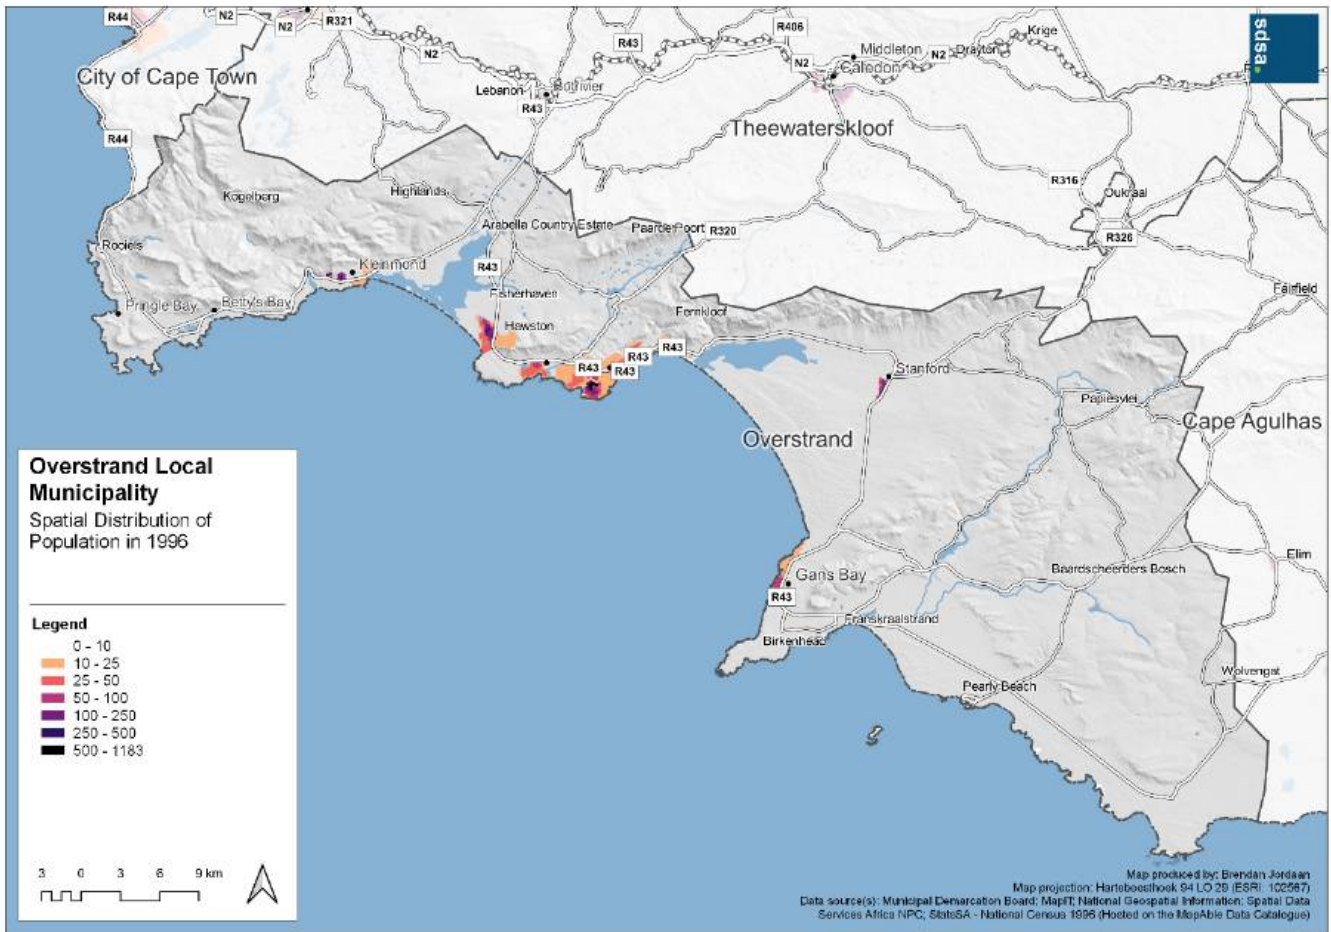 R44
N2
N2
R321
N2
R43
R406
Middleton
N2
Drayton
Krige
sdsa.
City of Cape Town
Lebanon
Botrivier
R43
N2
Caledon
R44
Theewaterskloof
R316
Oukraal
Kogelberg
Highlands
Arabella Country Estate
Paarde Poort
R320
R326
Rooiels
Kleinmond
R43
Fisherhaven
Fairfield
Pringle Bay
Betty's Bay
Hawston
Fernkloof
R43
R43
R43
R43
Stanford
Papiesvlei
Cape Agulhas
Overstrand
Overstrand Local
Municipality
Spatial Distribution of
Population in 1996
Elim
Gans Bay
Baardscheerders Bosch
R43
Franskraalstrand
Birkenhead
Wolvengat
Pearly Beach
Legend
0 - 10
10 - 25
25 - 50
50 - 100
100 - 250
250 - 500
500 - 1183
3 0 3 6 9 km
Map produced by: Brendan Jordaan
Map projection: Hartebeesthoek 94 LO 29 (ESRI: 102567)
Data source(s): Municipal Demarcation Board; MapIT; National Geospatial Information; Spatial Data
Services Africa NPC; StatsSA - National Census 1996 (Hosted on the MapAble Data Catalogue)